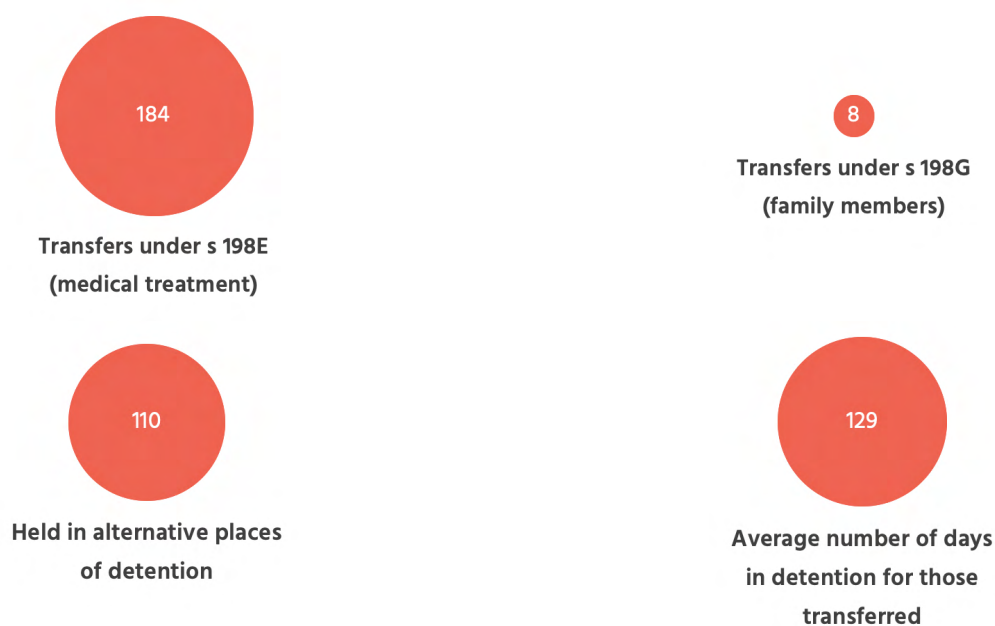 184
Transfers under s 198E
(medical treatment)
8
Transfers under s 198G
(family members)
110
Held in alternative places
of detention
129
Average number of days
in detention for those
transferred